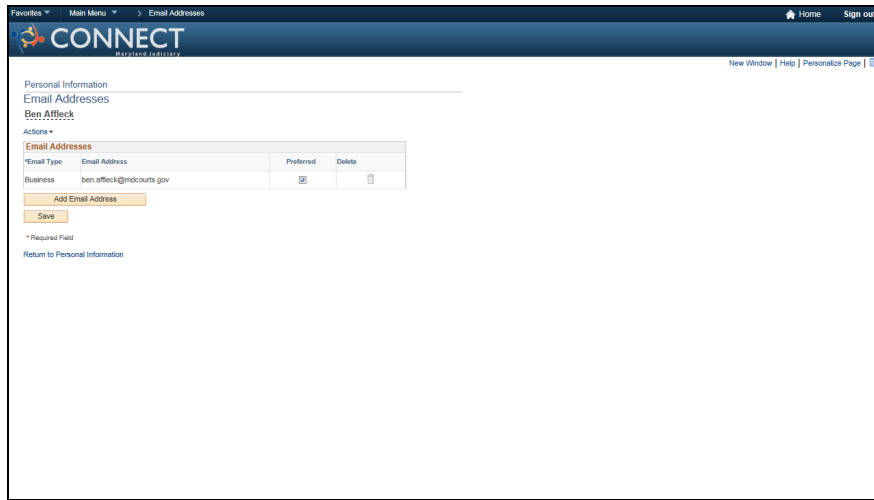 Favorites Main Menu > Email Addresses Home Sign out
CONNECT
Maryland Judiciary
New Window | Help | Personalize Page |
Personal Information
Email Addresses
Ben Affleck
Actions
Email Addresses
*Email Type Email Address Preferred Delete
Business ben.affleck@mdcourts.gov
Add Email Address
Save
* Required Field
Return to Personal Information